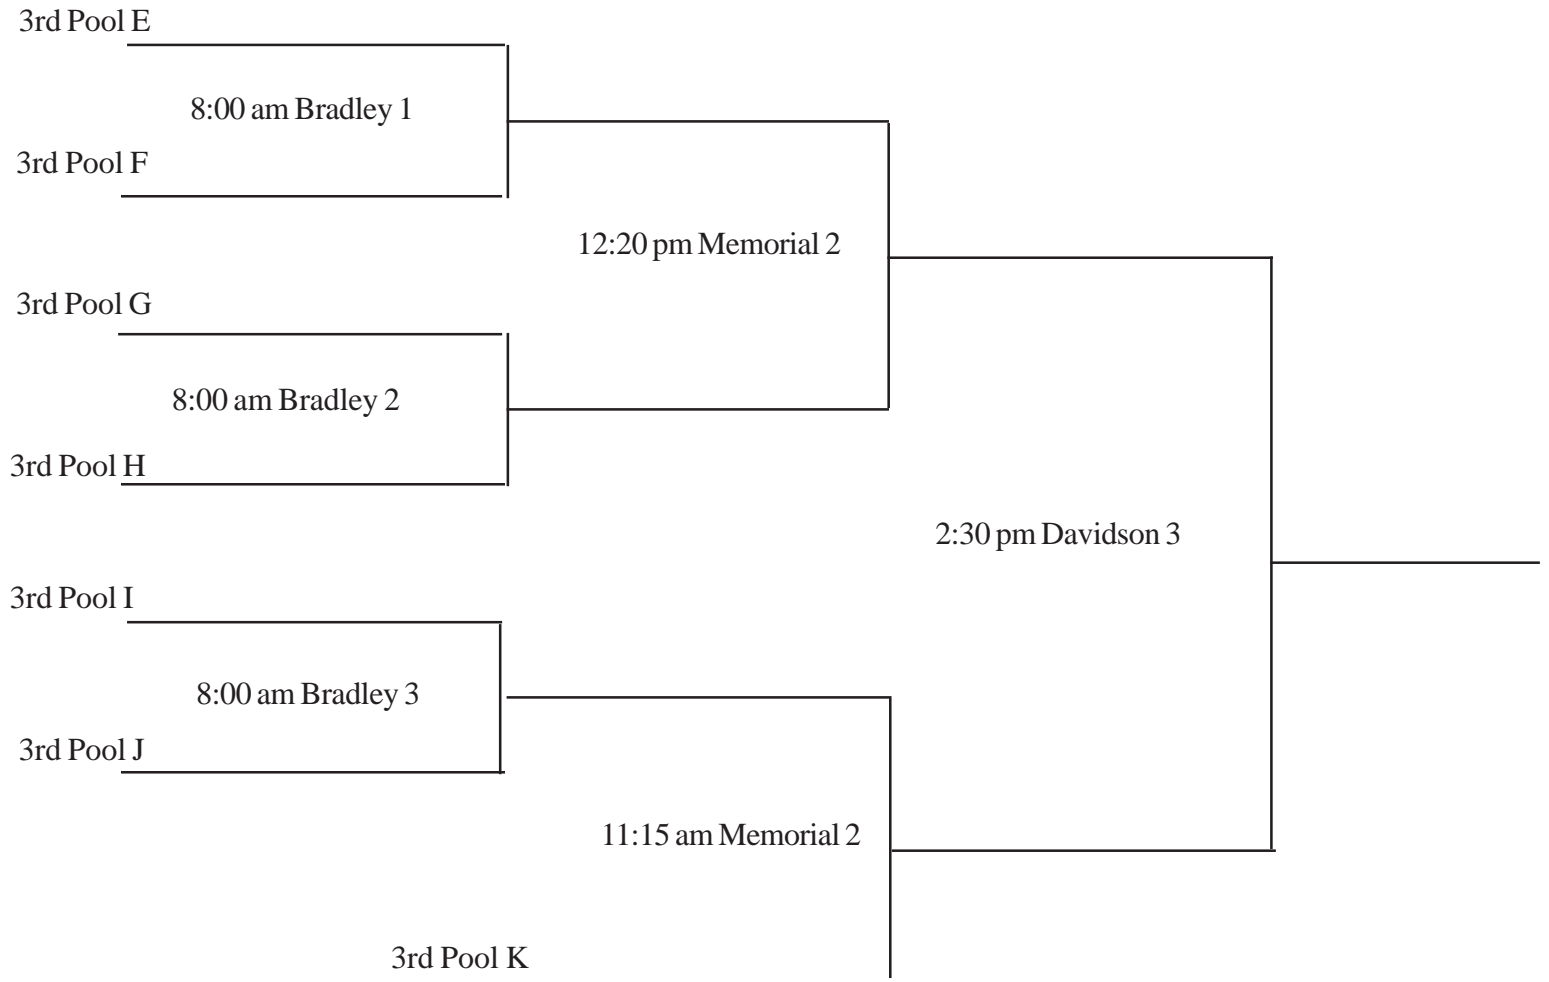 3rd Pool E
8:00 am Bradley 1
3rd Pool F
12:20 pm Memorial 2
3rd Pool G
8:00 am Bradley 2
3rd Pool H
2:30 pm Davidson 3
3rd Pool I
8:00 am Bradley 3
3rd Pool J
11:15 am Memorial 2
3rd Pool K